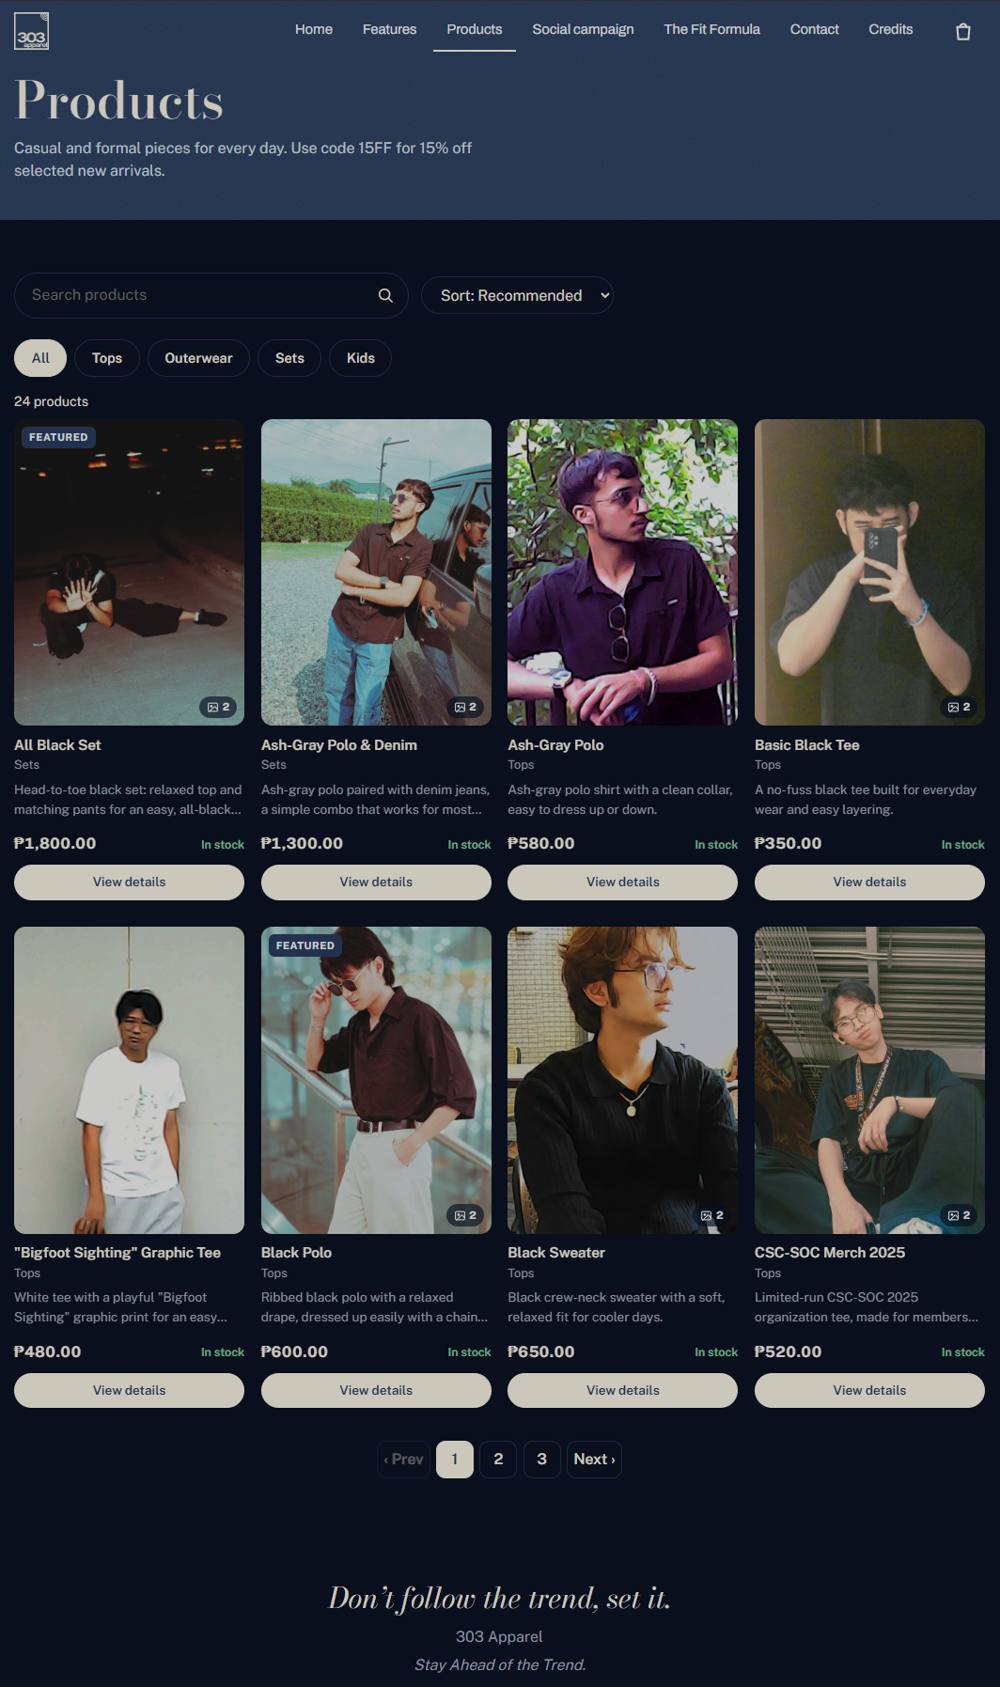 303
apparel
Home
Features
Products
Social campaign
The Fit Formula
Contact
Credits
Products
Casual and formal pieces for every day. Use code 15FF for 15% off
selected new arrivals.
Search products
Sort: Recommended
All
Tops
Outerwear
Sets
Kids
24 products
FEATURED
2
2
2
All Black Set
Sets
Head-to-toe black set: relaxed top and
matching pants for an easy, all-black...
₱1,800.00
In stock
View details
Ash-Gray Polo & Denim
Sets
Ash-gray polo paired with denim jeans,
a simple combo that works for most...
₱1,300.00
In stock
View details
Ash-Gray Polo
Tops
Ash-gray polo shirt with a clean collar,
easy to dress up or down.
₱580.00
In stock
View details
Basic Black Tee
Tops
A no-fuss black tee built for everyday
wear and easy layering.
₱350.00
In stock
View details
FEATURED
2
2
2
"Bigfoot Sighting" Graphic Tee
Tops
White tee with a playful "Bigfoot
Sighting" graphic print for an easy...
₱480.00
In stock
View details
Black Polo
Tops
Ribbed black polo with a relaxed
drape, dressed up easily with a chain...
₱600.00
In stock
View details
Black Sweater
Tops
Black crew-neck sweater with a soft,
relaxed fit for cooler days.
₱650.00
In stock
View details
CSC-SOC Merch 2025
Tops
Limited-run CSC-SOC 2025
organization tee, made for members...
₱520.00
In stock
View details
‹ Prev
1
2
3
Next ›
Don’t follow the trend, set it.
303 Apparel
Stay Ahead of the Trend.